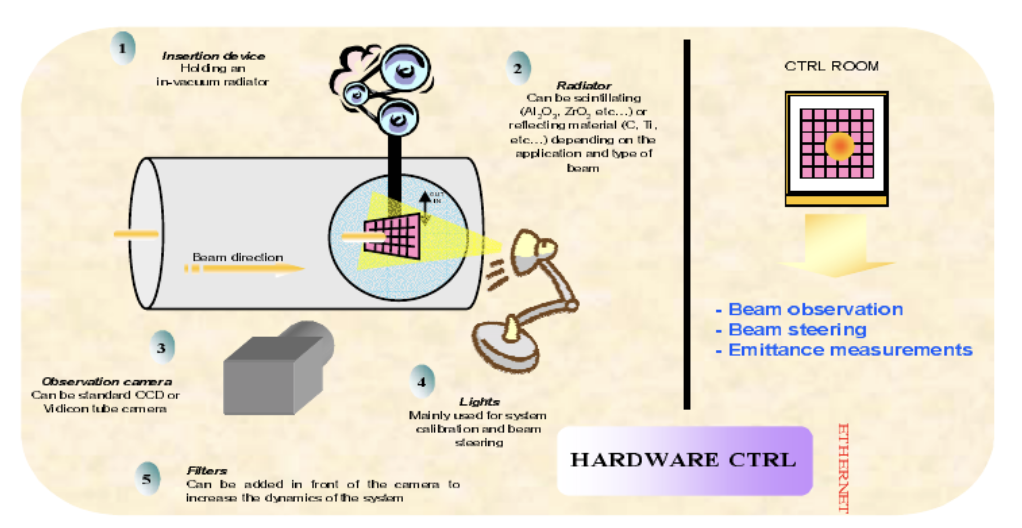 1
Insertion device
Holding an
in-vacuum radiator
2
Radiator
Can be scintillating
(Al2O3, ZrO2 etc...) or
reflecting material (C, Ti,
etc...) depending on the
application and type of
beam
OUT
IN
Beam direction
3
Observation camera
Can be standard CCD or
Vidicon tube camera
4
Lights
Mainly used for system
calibration and beam
steering
5
Filters
Can be added in front of the camera to
increase the dynamics of the system
CTRL ROOM
- Beam observation
- Beam steering
- Emittance measurements
HARDWARE CTRL
ETHERNET